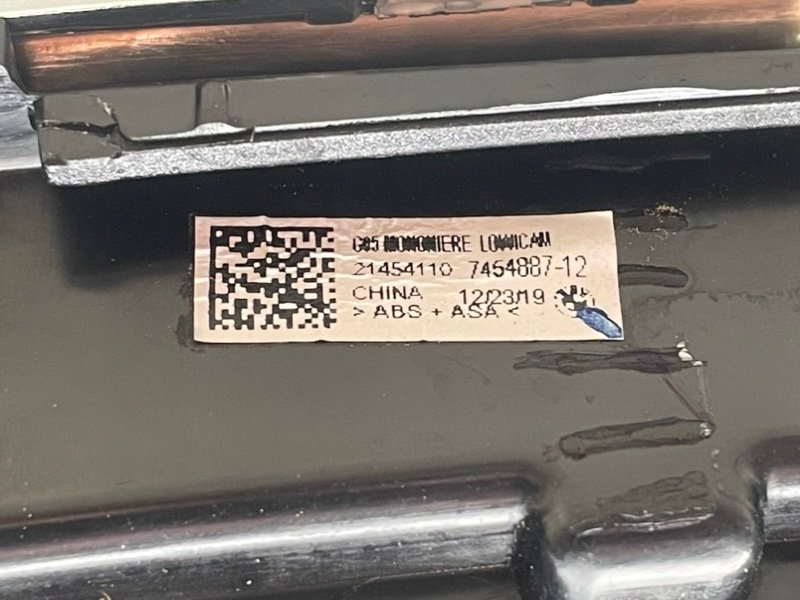 G05 MONONIERE LOWICAM
21454110 7454887-12
CHINA 12/23/19
> ABS + ASA <